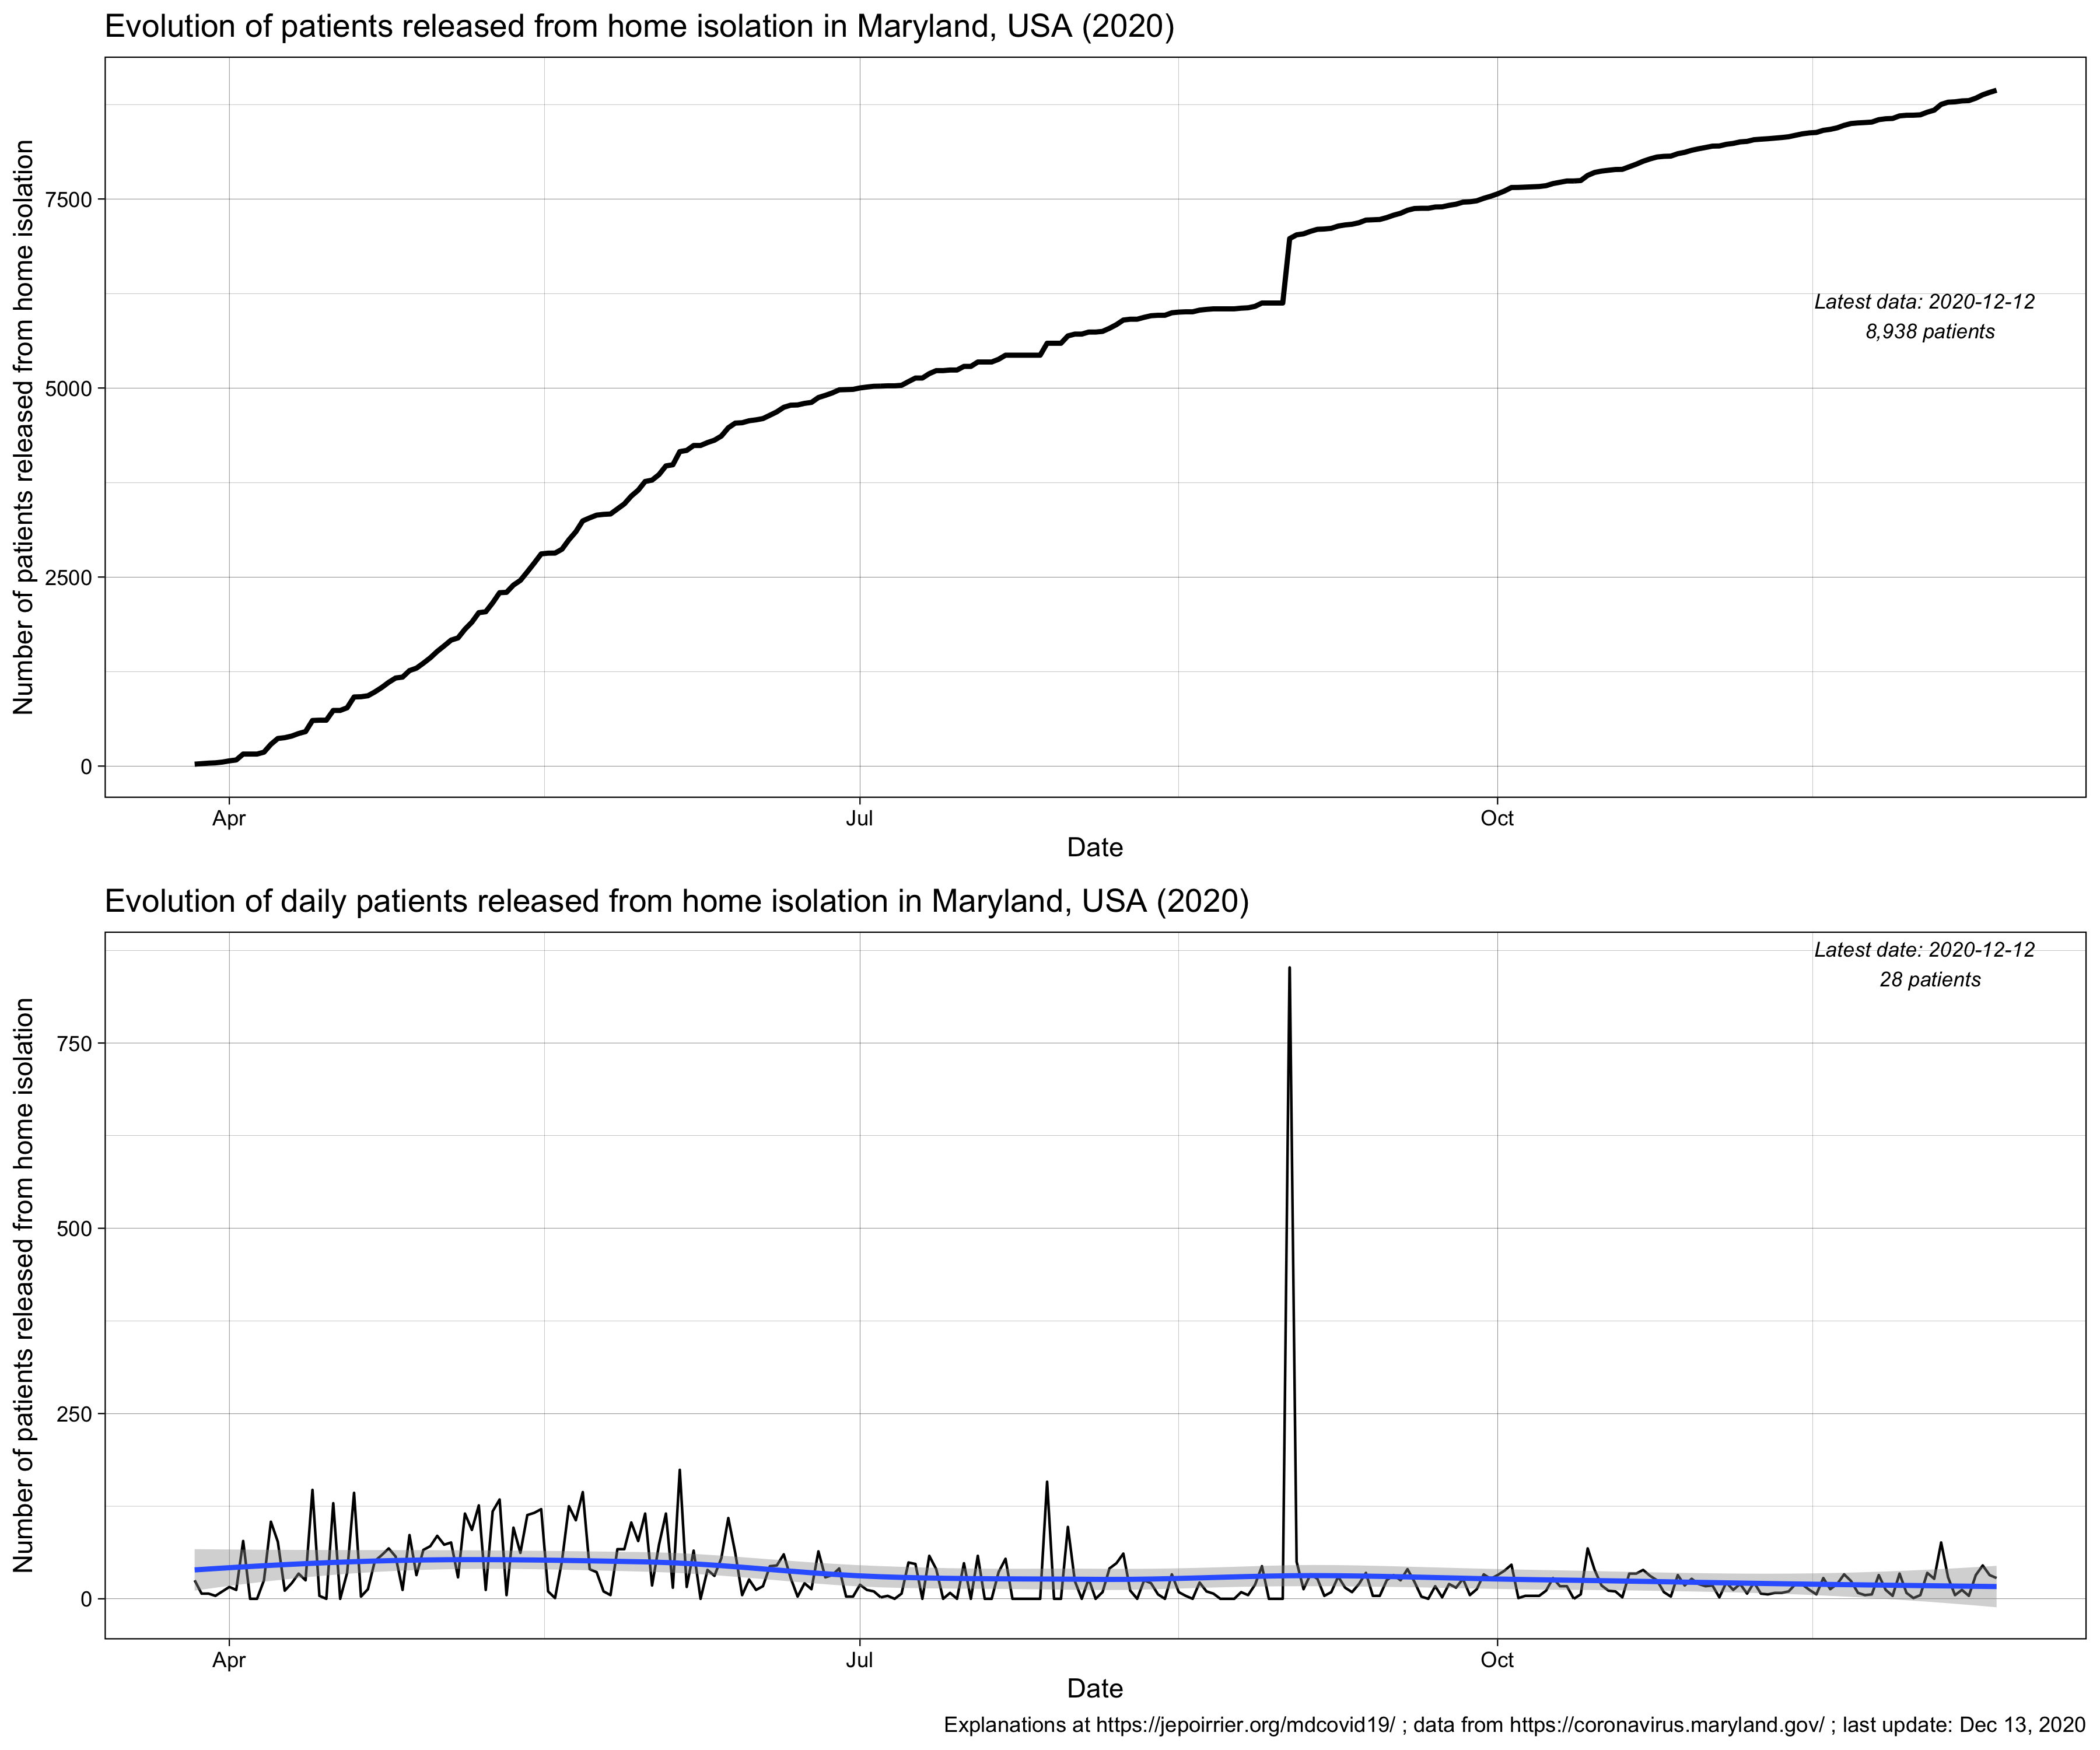 Evolution of patients released from home isolation in Maryland, USA (2020)
Number of patients released from home isolation
7500
5000
2500
0
Latest data: 2020-12-12
8,938 patients
Apr
Jul
Oct
Date
Evolution of daily patients released from home isolation in Maryland, USA (2020)
Number of patients released from home isolation
750
500
250
0
Latest date: 2020-12-12
28 patients
Apr
Jul
Oct
Date
Explanations at https://jepoirrier.org/mdcovid19/ ; data from https://coronavirus.maryland.gov/ ; last update: Dec 13, 2020